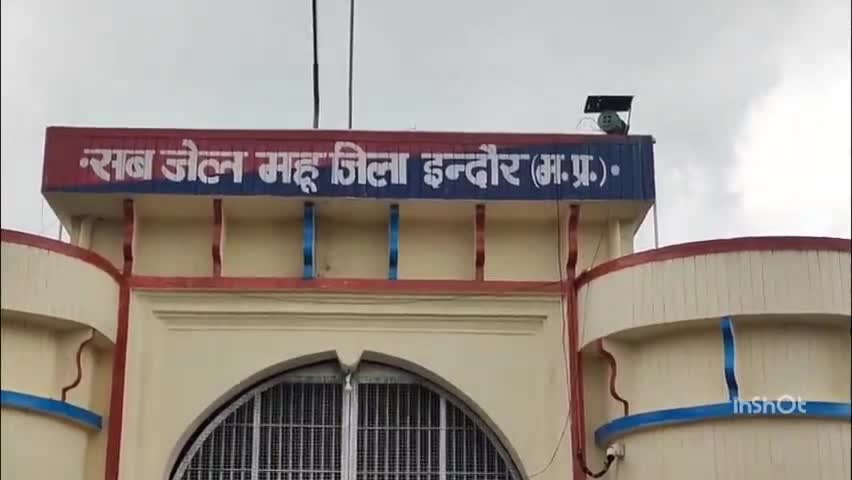 · सब जेल महू जिला इन्दौर (म.प्र.) ·
InShOt